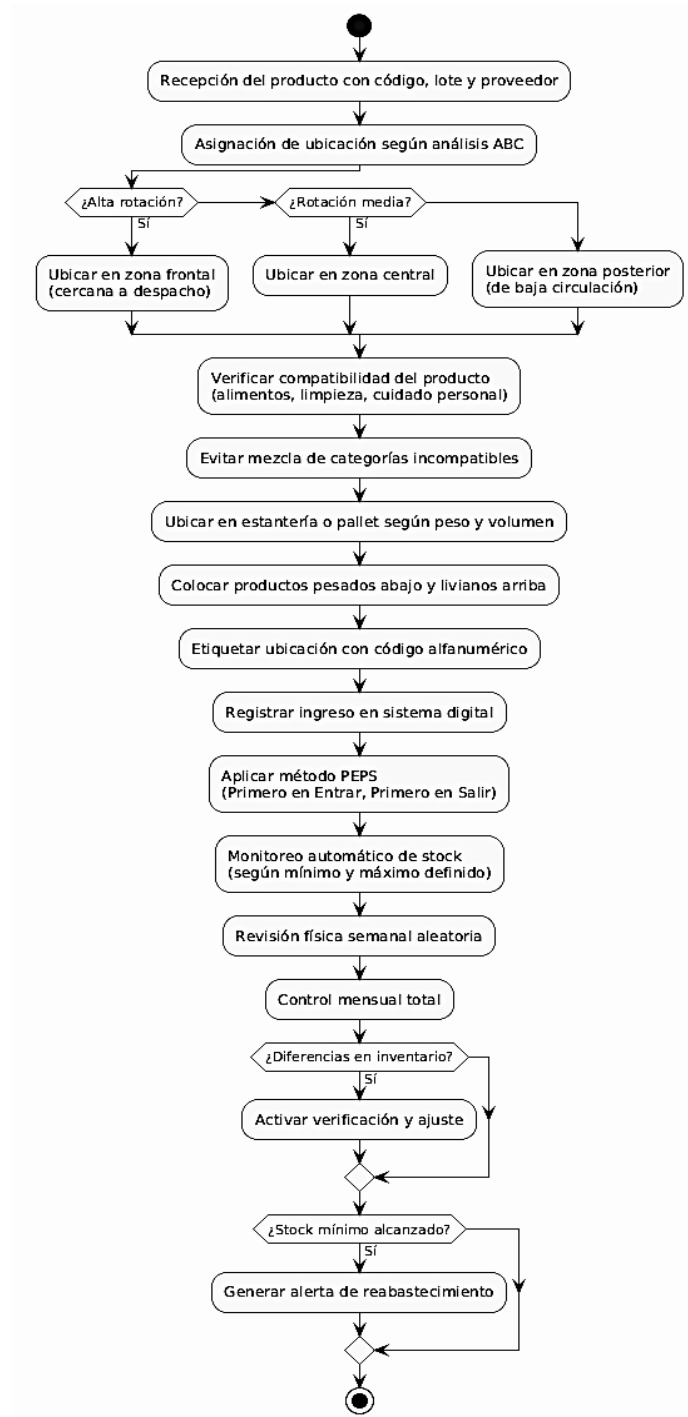 Recepción del producto con código, lote y proveedor
Asignación de ubicación según análisis ABC
¿Alta rotación?
Sí
¿Rotación media?
Sí
Ubicar en zona frontal
(cercana a despacho)
Ubicar en zona central
Ubicar en zona posterior
(de baja circulación)
Verificar compatibilidad del producto
(alimentos, limpieza, cuidado personal)
Evitar mezcla de categorías incompatibles
Ubicar en estantería o pallet según peso y volumen
Colocar productos pesados abajo y livianos arriba
Etiquetar ubicación con código alfanumérico
Registrar ingreso en sistema digital
Aplicar método PEPS
(Primero en Entrar, Primero en Salir)
Monitoreo automático de stock
(según mínimo y máximo definido)
Revisión física semanal aleatoria
Control mensual total
¿Diferencias en inventario?
Sí
Activar verificación y ajuste
¿Stock mínimo alcanzado?
Sí
Generar alerta de reabastecimiento